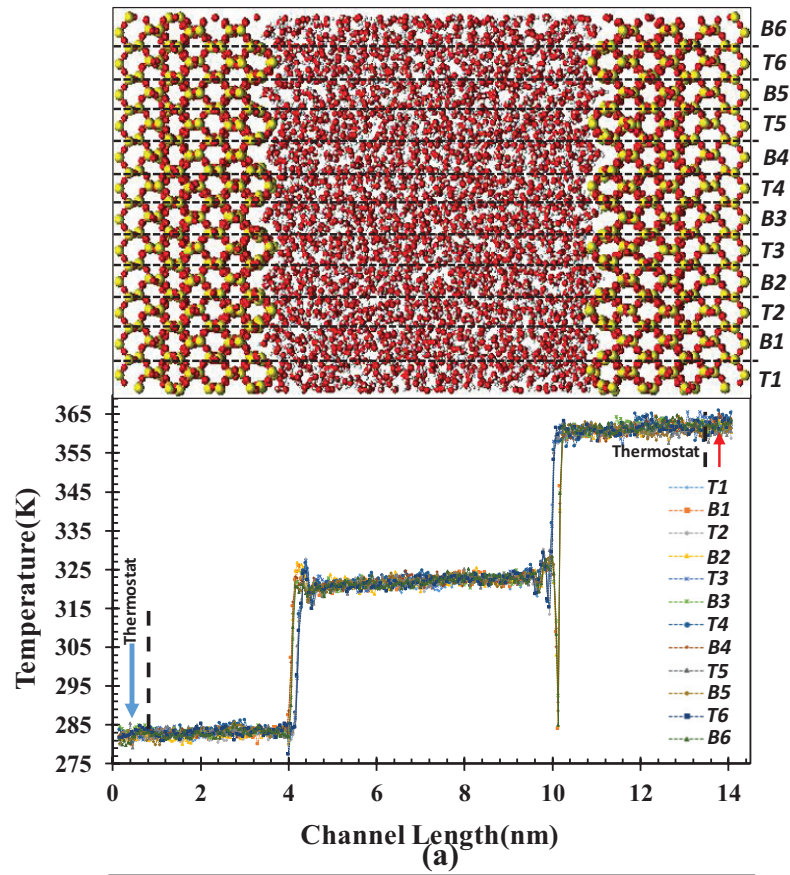 B6
T6
B5
T5
B4
T4
B3
T3
B2
T2
B1
T1
365
355
345
335
325
315
305
295
285
275
Temperature(K)
Thermostat
Thermostat
T1
B1
T2
B2
T3
B3
T4
B4
T5
B5
T6
B6
0 2 4 6 8 10 12 14
Channel Length(nm)
(a)